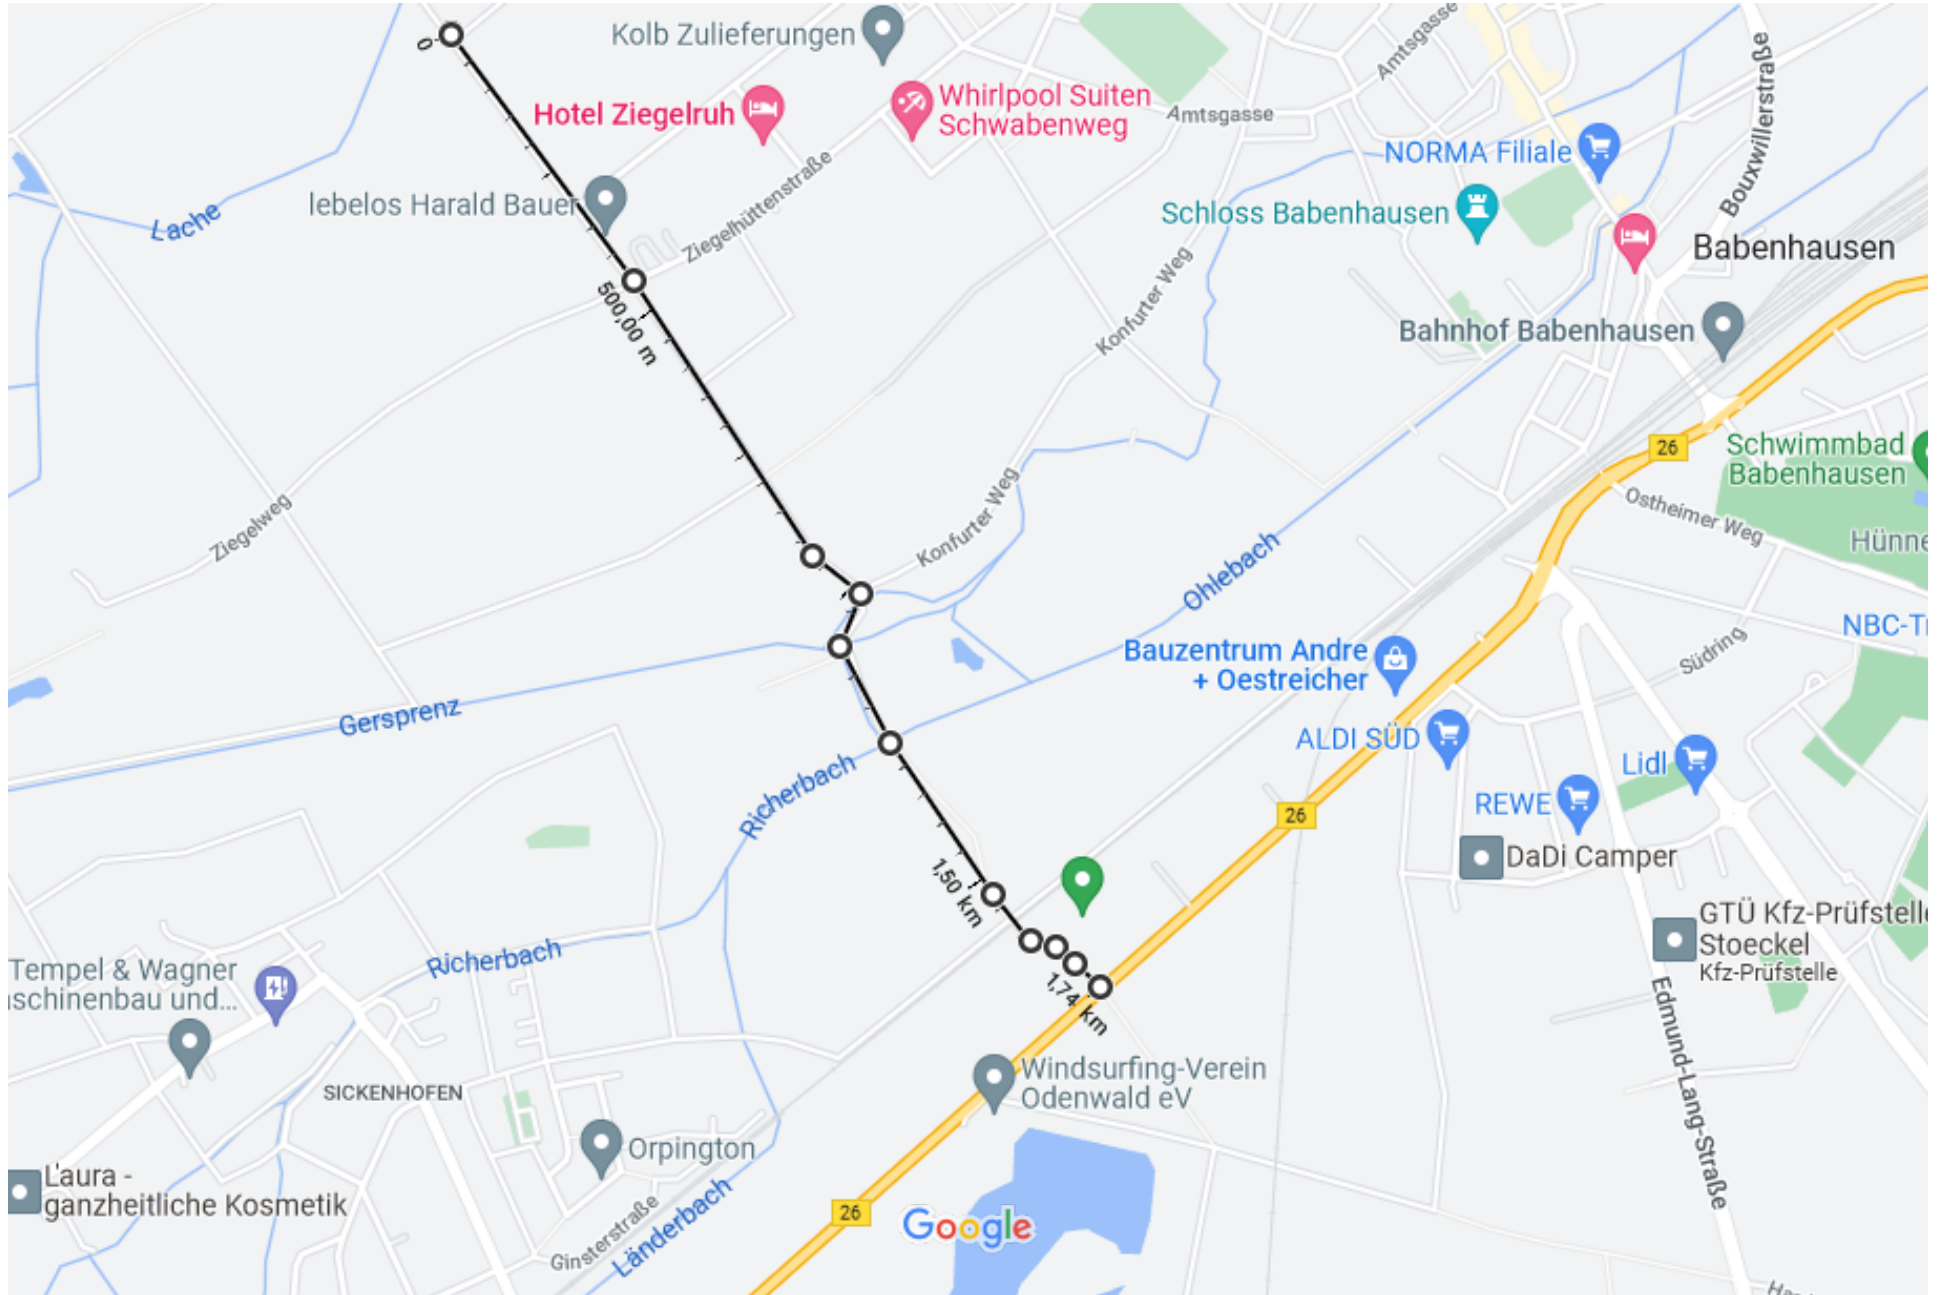 0
Kolb Zulieferungen
Amtsgasse
Bouxwillerstraße
Hotel Ziegelruh
Whirlpool Suiten
Schwabenweg
Amtsgasse
NORMA Filiale
lebelos Harald Bauer
Lache
Ziegelhüttenstraße
Schloss Babenhausen
Babenhausen
Konfurter Weg
500,00 m
Bahnhof Babenhausen
26
Schwimmbad
Babenhausen
Ziegelweg
Konfurter Weg
Ostheimer Weg
Hünne
Ohlebach
NBC-T
Bauzentrum Andre
+ Oestreicher
Südring
Gersprenz
ALDI SÜD
Lidl
Richerbach
REWE
26
DaDi Camper
1,50 km
GTÜ Kfz-Prüfstelle
Stoeckel
Kfz-Prüfstelle
Richerbach
Tempel & Wagner
aschinenbau und...
1,74 km
Edmund-Lang-Straße
Windsurfing-Verein
Odenwald eV
SICKENHOFEN
Orpington
L'aura -
ganzheitliche Kosmetik
26
Google
Ginsterstraße
Länderbach